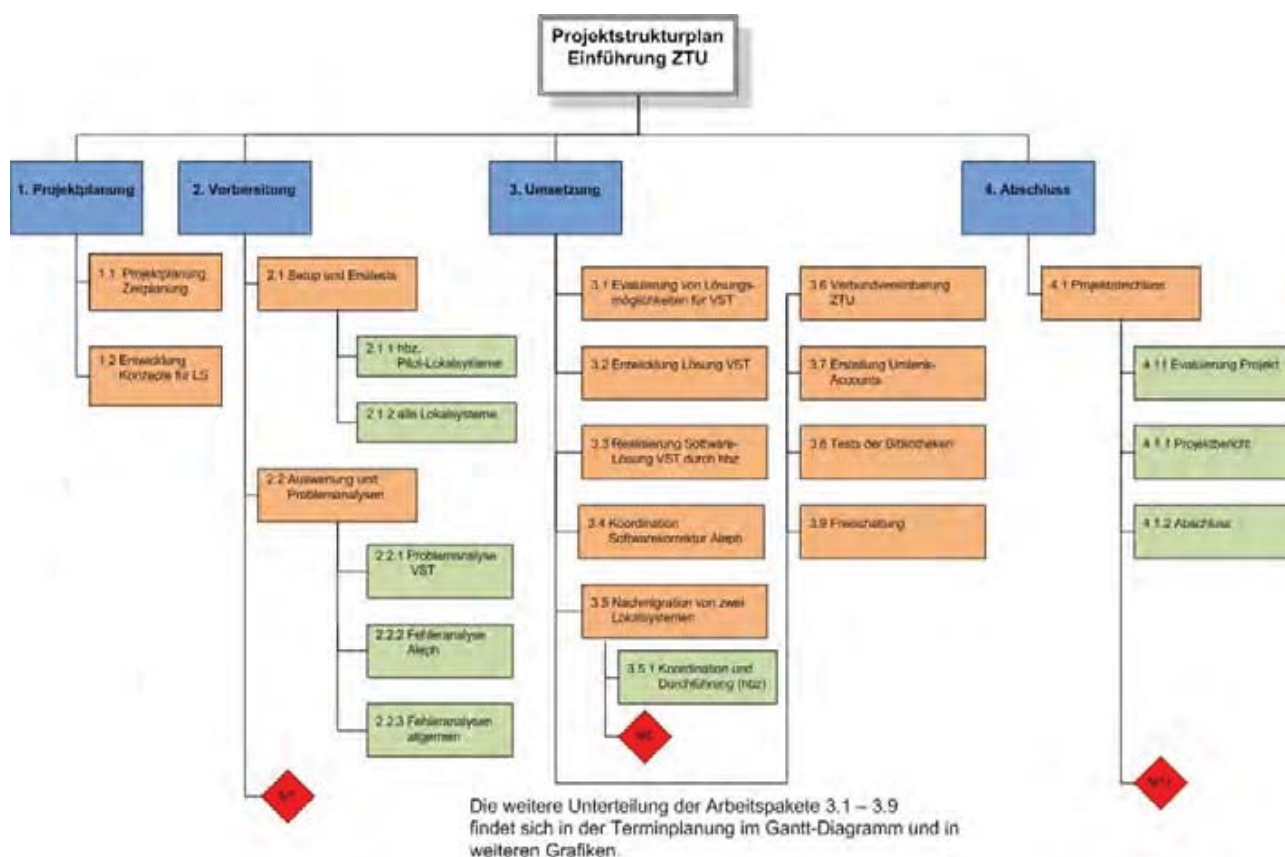 Projektstrukturplan
Einführung ZTU
1. Projektplanung
2. Vorbereitung
3. Umsetzung
4. Abschluss
1.1 Projektplanung,
Zeitplanung
1.2 Entwicklung
Konzepte für LS
2.1 Setup und Ersttests
2.1.1 hbz,
Pilot-Lokalsysteme
2.1.2 alle Lokalsysteme
2.2 Auswertung und
Problemanalysen
2.2.1 Problemanalyse
VST
2.2.2 Fehleranalyse
Aleph
2.2.3 Fehleranalysen
allgemein
3.1 Evaluierung von Lösungs-
möglichkeiten für VST
3.2 Entwicklung Lösung VST
3.3 Realisierung Software-
Lösung VST durch hbz
3.4 Koordination
Softwarekorrektur Aleph
3.5 Nachmigration von zwei
Lokalsystemen
3.5.1 Koordination und
Durchführung (hbz)
3.6 Verbundvereinbarung
ZTU
3.7 Erstellung Umlenk-
Accounts
3.8 Tests der Bibliotheken
3.9 Freischaltung
4.1 Projektabschluss
4.11 Evaluierung Projekt
4.1.1 Projektbericht
4.1.2 Abschluss
Die weitere Unterteilung der Arbeitspakete 3.1 – 3.9
findet sich in der Terminplanung im Gantt-Diagramm und in
weiteren Grafiken.